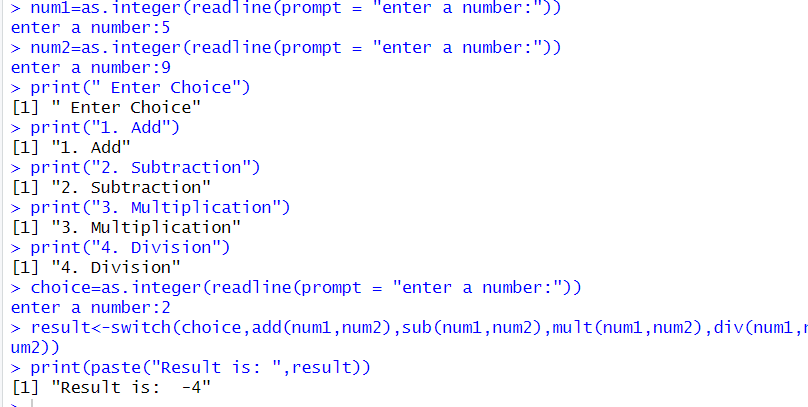 > num1=as.integer(readline(prompt = "enter a number:"))
enter a number:5
> num2=as.integer(readline(prompt = "enter a number:"))
enter a number:9
> print(" Enter Choice")
[1] " Enter Choice"
> print("1. Add")
[1] "1. Add"
> print("2. Subtraction")
[1] "2. Subtraction"
> print("3. Multiplication")
[1] "3. Multiplication"
> print("4. Division")
[1] "4. Division"
> choice=as.integer(readline(prompt = "enter a number:"))
enter a number:2
> result<-switch(choice,add(num1,num2),sub(num1,num2),mult(num1,num2),div(num1,n
um2))
> print(paste("Result is: ",result))
[1] "Result is:  -4"
>